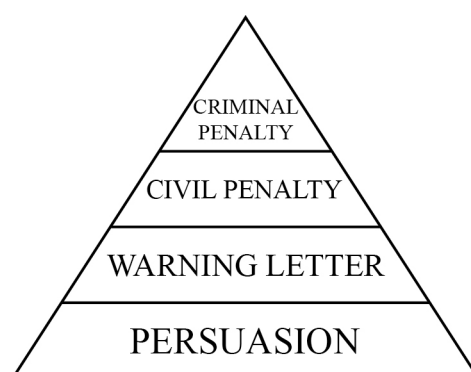 CRIMINAL
PENALTY
CIVIL PENALTY
WARNING LETTER
PERSUASION